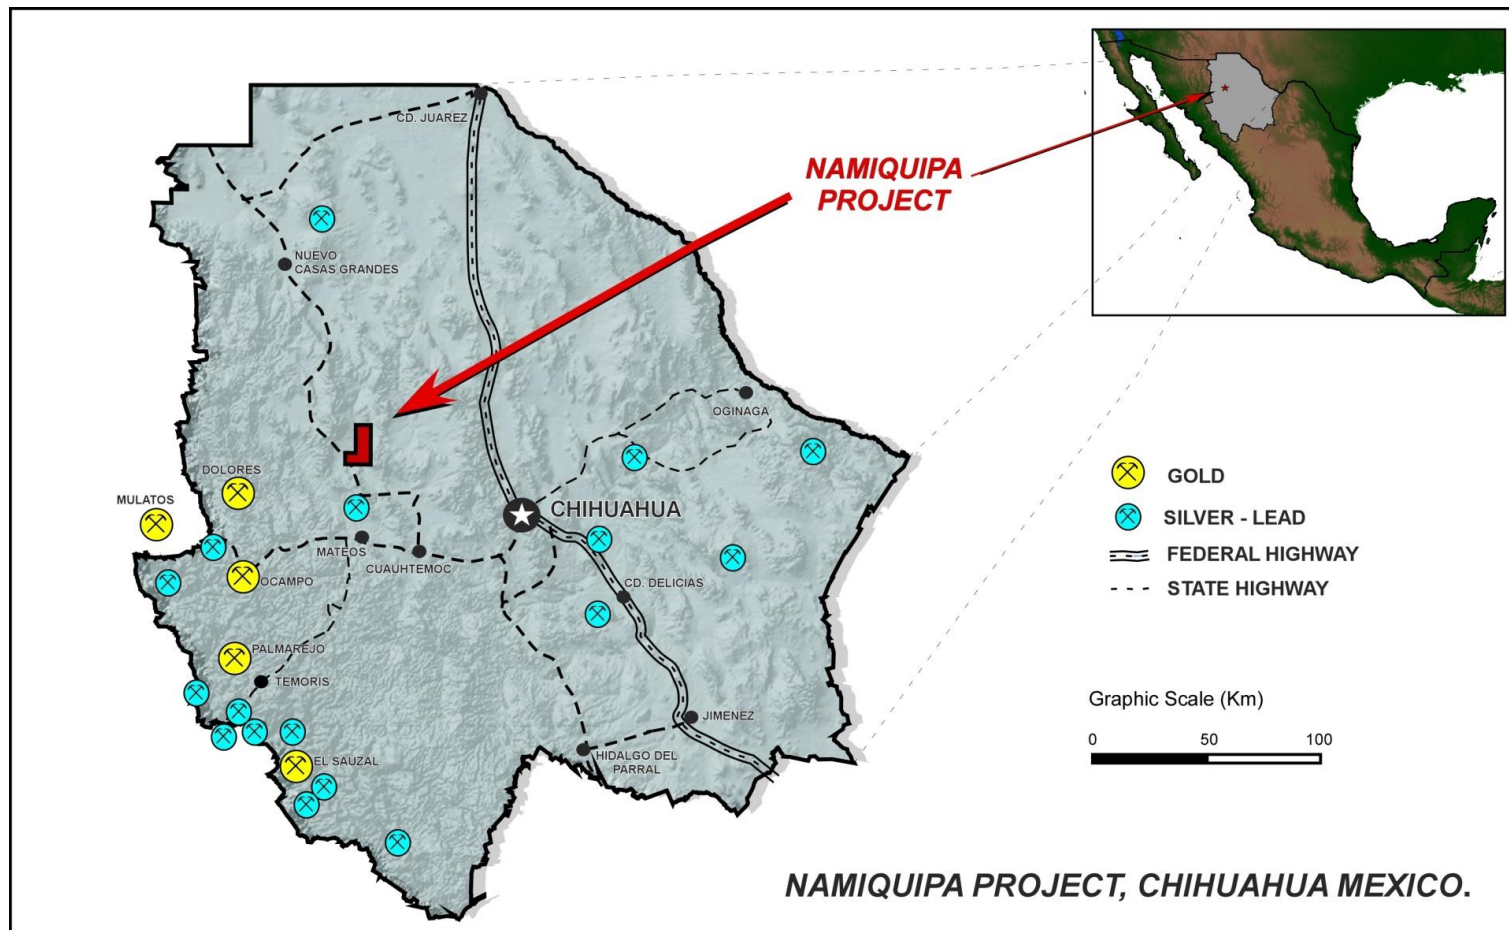 CD. JUAREZ
NAMIQUIPA
PROJECT
NUEVO
CASAS GRANDES
OGINAGA
DOLORES
MULATOS
CHIHUAHUA
MATEOS
CUAUHTEMOC
OCAMPO
CD. DELICIAS
PALMAREJO
TEMORIS
JIMENEZ
EL SAUZAL
HIDALGO DEL
PARRAL
GOLD
SILVER - LEAD
FEDERAL HIGHWAY
STATE HIGHWAY
Graphic Scale (Km)
0 50 100
NAMIQUIPA PROJECT, CHIHUAHUA MEXICO.